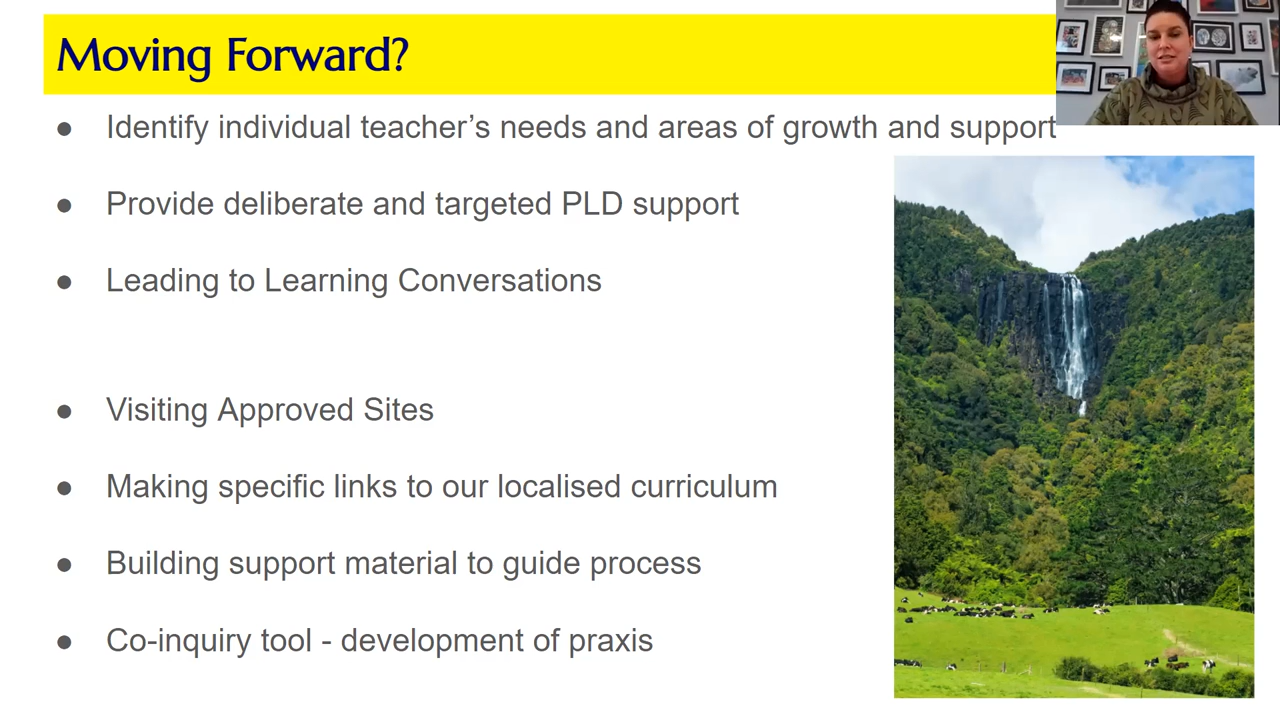 Moving Forward?
● Identify individual teacher’s needs and areas of growth and support
● Provide deliberate and targeted PLD support
● Leading to Learning Conversations
● Visiting Approved Sites
● Making specific links to our localised curriculum
● Building support material to guide process
● Co-inquiry tool - development of praxis